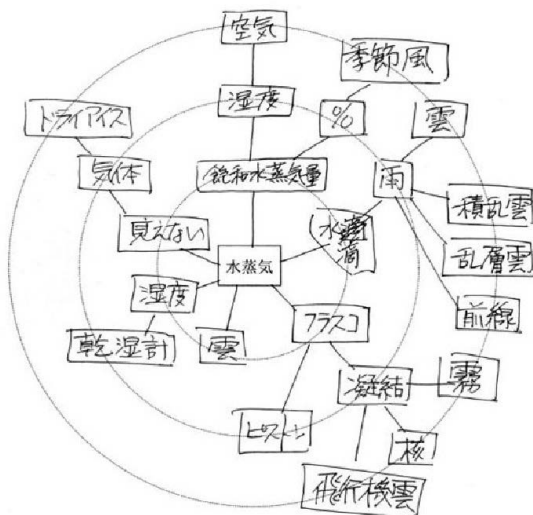 空気
季節風
ドライアイス
湿度
%
雲
気体
飽和水蒸気量
雨
積乱雲
見えない
水滴
乱層雲
水蒸気
湿度
フラスコ
前線
乾湿計
雲
凝結
霧
ピストン
核
飛行機雲